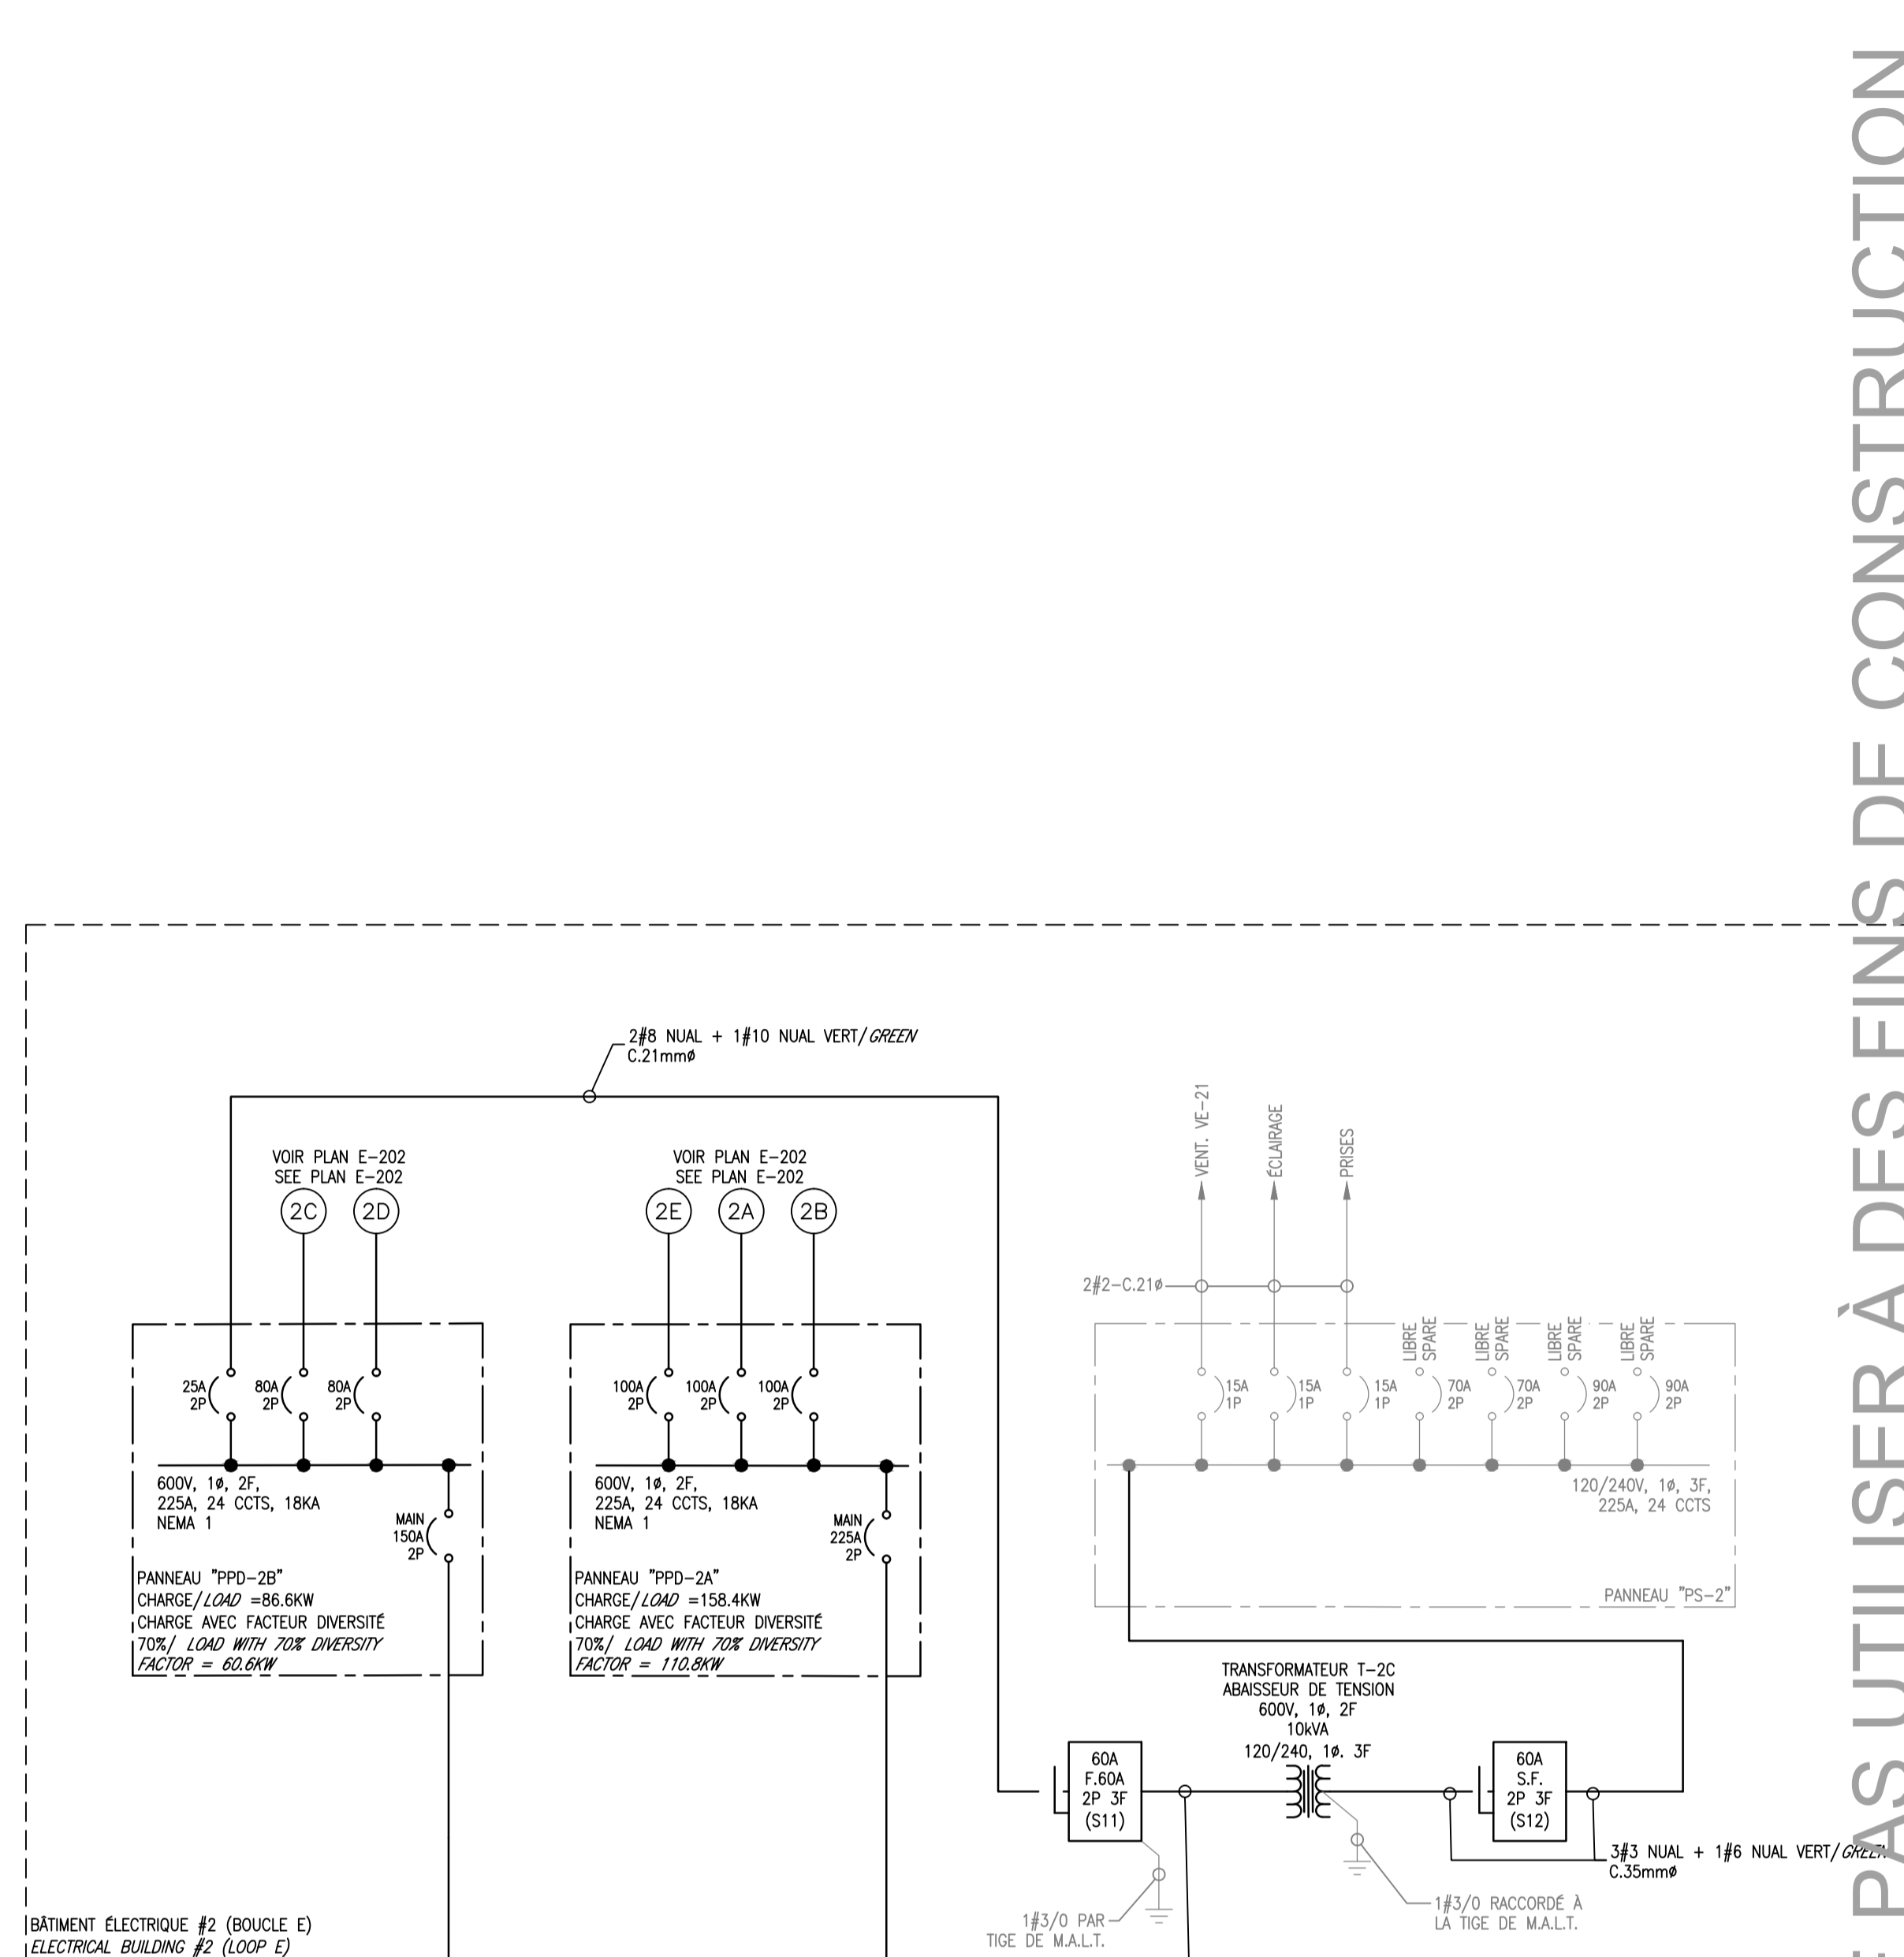 2#8 NUAL + 1#10 NUAL VERT/GREEN
C.21mmø
VOIR PLAN E-202
SEE PLAN E-202
2C
2D
VOIR PLAN E-202
SEE PLAN E-202
2E
2A
2B
VENT. VE-21
ÉCLAIRAGE
PRISES
2#2-C.21ø
25A
2P
80A
2P
80A
2P
600V, 1ø, 2F,
225A, 24 CCTS, 18KA
NEMA 1
MAIN
150A
2P
PANNEAU "PPD-2B"
CHARGE/LOAD =86.6KW
CHARGE AVEC FACTEUR DIVERSITÉ
70%/ LOAD WITH 70% DIVERSITY
FACTOR = 60.6KW
100A
2P
100A
2P
100A
2P
600V, 1ø, 2F,
225A, 24 CCTS, 18KA
NEMA 1
MAIN
225A
2P
PANNEAU "PPD-2A"
CHARGE/LOAD =158.4KW
CHARGE AVEC FACTEUR DIVERSITÉ
70%/ LOAD WITH 70% DIVERSITY
FACTOR = 110.8KW
LIBRE
SPARE
LIBRE
SPARE
LIBRE
SPARE
LIBRE
SPARE
15A
1P
15A
1P
15A
1P
70A
2P
70A
2P
90A
2P
90A
2P
120/240V, 1ø, 3F,
225A, 24 CCTS
PANNEAU "PS-2"
TRANSFORMATEUR T-2C
ABAISSEUR DE TENSION
600V, 1ø, 2F
10kVA
120/240, 1ø. 3F
60A
F.60A
2P 3F
(S11)
60A
S.F.
2P 3F
(S12)
3#3 NUAL + 1#6 NUAL VERT/GREEN
C.35mmø
1#3/0 RACCORDÉ À
LA TIGE DE M.A.L.T.
1#3/0 PAR
TIGE DE M.A.L.T.
BÂTIMENT ÉLECTRIQUE #2 (BOUCLE E)
ELECTRICAL BUILDING #2 (LOOP E)
PAS UTILISER À DES FINS DE CONSTRUCTION